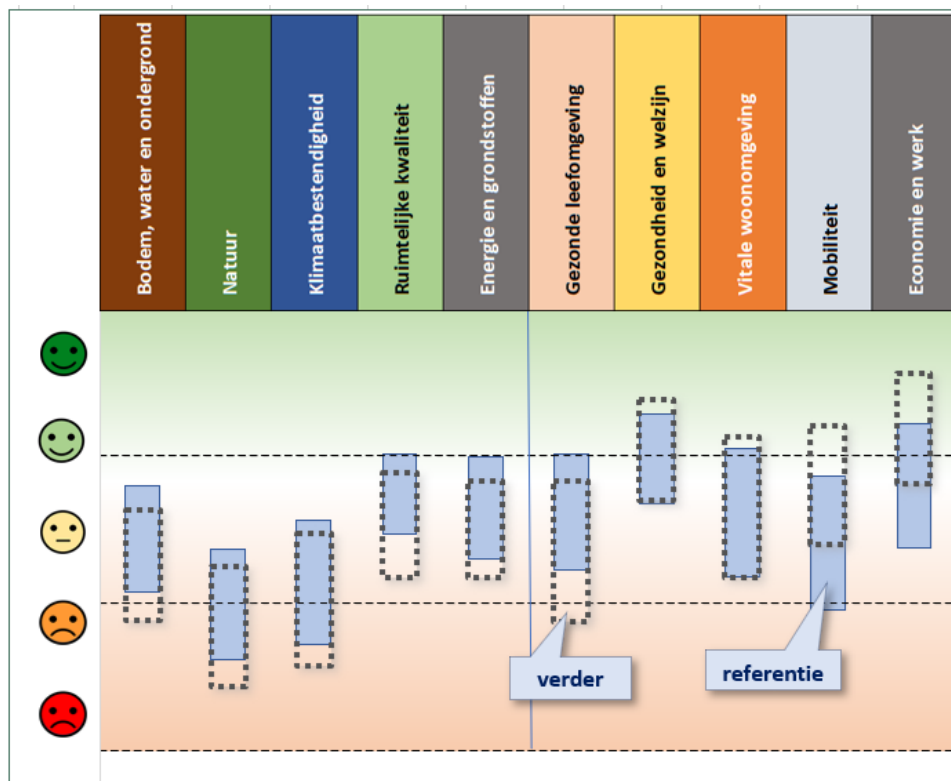 Bodem, water en ondergrond
Natuur
Klimaatbestendigheid
Ruimtelijke kwaliteit
Energie en grondstoffen
Gezonde leefomgeving
Gezondheid en welzijn
Vitale woonomgeving
Mobiliteit
Economie en werk
verder
referentie